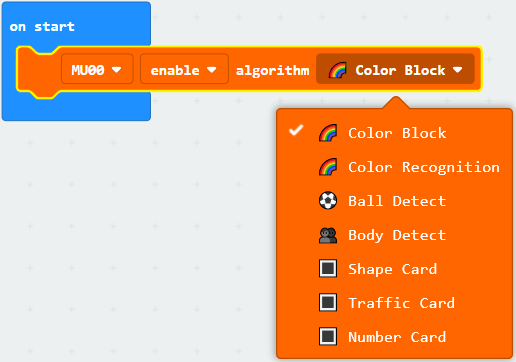 on start
MU00 enable algorithm Color Block
Color Block
Color Recognition
Ball Detect
Body Detect
Shape Card
Traffic Card
Number Card